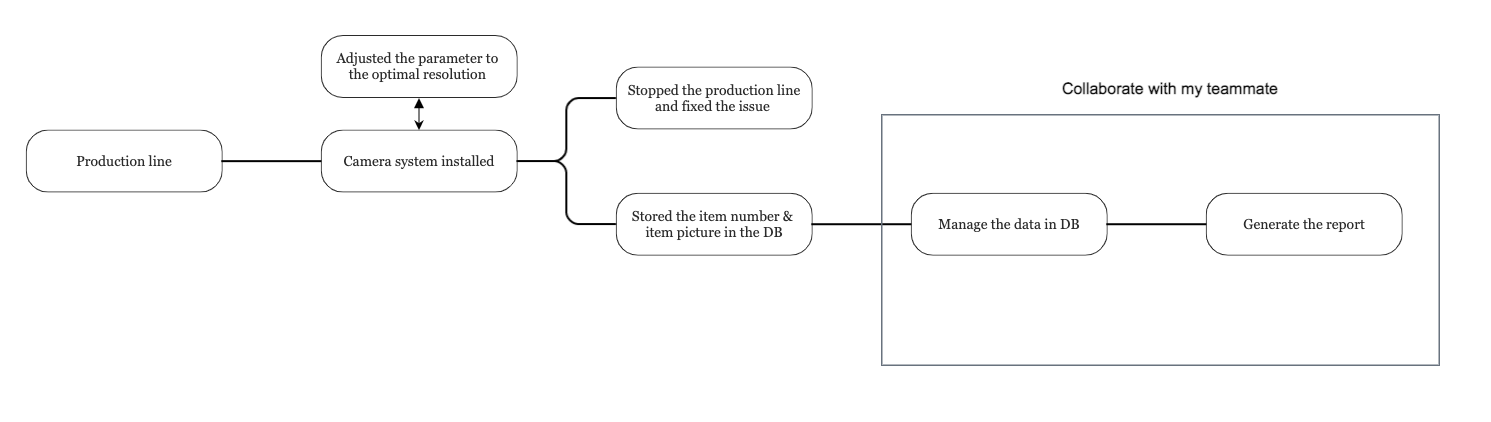 Adjusted the parameter to
the optimal resolution
Stopped the production line
and fixed the issue
Collaborate with my teammate
Production line
Camera system installed
Stored the item number &
item picture in the DB
Manage the data in DB
Generate the report